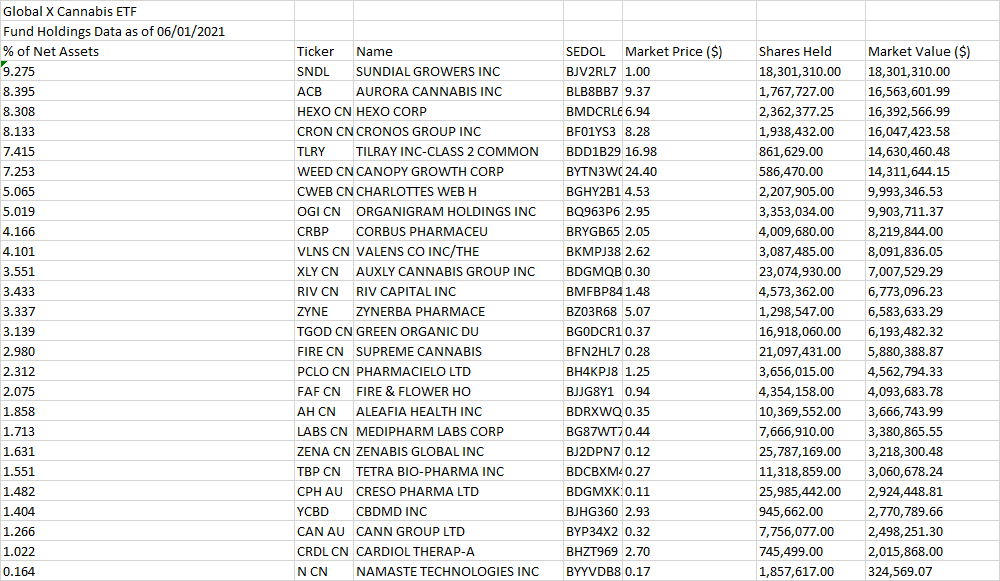 Global X Cannabis ETF
Fund Holdings Data as of 06/01/2021
% of Net Assets Ticker Name SEDOL Market Price ($) Shares Held Market Value ($)
9.275 SNDL SUNDIAL GROWERS INC BJV2RL7 1.00 18,301,310.00 18,301,310.00
8.395 ACB AURORA CANNABIS INC BLB8BB7 9.37 1,767,727.00 16,563,601.99
8.308 HEXO CN HEXO CORP BMDCRL6 6.94 2,362,377.25 16,392,566.99
8.133 CRON CN CRONOS GROUP INC BF01YS3 8.28 1,938,432.00 16,047,423.58
7.415 TLRY TILRAY INC-CLASS 2 COMMON BDD1B29 16.98 861,629.00 14,630,460.48
7.253 WEED CN CANOPY GROWTH CORP BYTN3W0 24.40 586,470.00 14,311,644.15
5.065 CWEB CN CHARLOTTES WEB H BGHY2B1 4.53 2,207,905.00 9,993,346.53
5.019 OGI CN ORGANIGRAM HOLDINGS INC BQ963P6 2.95 3,353,034.00 9,903,711.37
4.166 CRBP CORBUS PHARMACEU BRYGB65 2.05 4,009,680.00 8,219,844.00
4.101 VLNS CN VALENS CO INC/THE BKMPJ38 2.62 3,087,485.00 8,091,836.05
3.551 XLY CN AUXLY CANNABIS GROUP INC BDGMQB 0.30 23,074,930.00 7,007,529.29
3.433 RIV CN RIV CAPITAL INC BMFBP84 1.48 4,573,362.00 6,773,096.23
3.337 ZYNE ZYNERBA PHARMACE BZ03R68 5.07 1,298,547.00 6,583,633.29
3.139 TGOD CN GREEN ORGANIC DU BG0DCR1 0.37 16,918,060.00 6,193,482.32
2.980 FIRE CN SUPREME CANNABIS BFN2HL7 0.28 21,097,431.00 5,880,388.87
2.312 PCLO CN PHARMACIELO LTD BH4KPJ8 1.25 3,656,015.00 4,562,794.33
2.075 FAF CN FIRE & FLOWER HO BJJG8Y1 0.94 4,354,158.00 4,093,683.78
1.858 AH CN ALEAFIA HEALTH INC BDRXWQ 0.35 10,369,552.00 3,666,743.99
1.713 LABS CN MEDIPHARM LABS CORP BG87WT7 0.44 7,666,910.00 3,380,865.55
1.631 ZENA CN ZENABIS GLOBAL INC BJ2DPN7 0.12 25,787,169.00 3,218,300.48
1.551 TBP CN TETRA BIO-PHARMA INC BDCBXM4 0.27 11,318,859.00 3,060,678.24
1.482 CPH AU CRESO PHARMA LTD BDGMXK 0.11 25,985,442.00 2,924,448.81
1.404 YCBD CBDMD INC BJHG360 2.93 945,662.00 2,770,789.66
1.266 CAN AU CANN GROUP LTD BYP34X2 0.32 7,756,077.00 2,498,251.30
1.022 CRDL CN CARDIOL THERAP-A BHZT969 2.70 745,499.00 2,015,868.00
0.164 N CN NAMASTE TECHNOLOGIES INC BYYVDB8 0.17 1,857,617.00 324,569.07